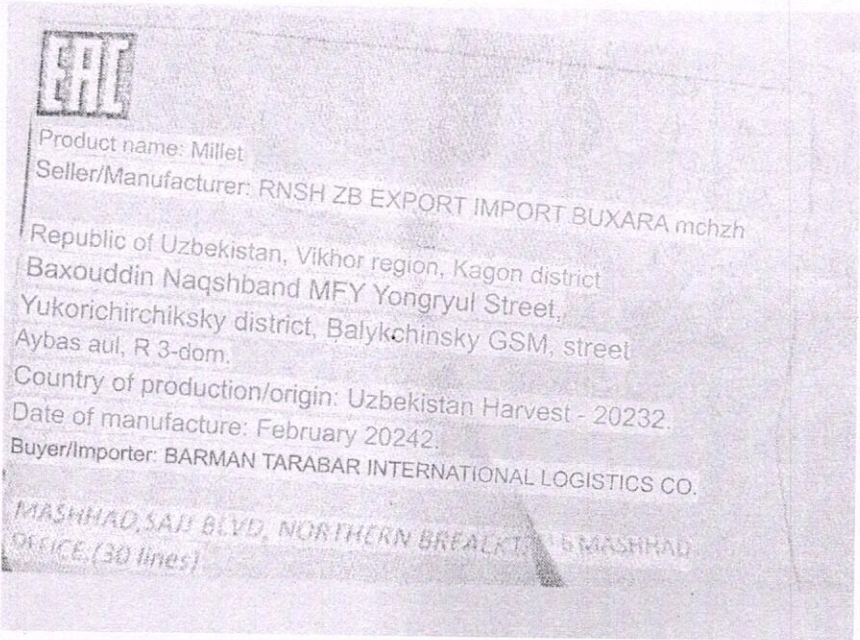 EAC
Product name: Millet
Seller/Manufacturer: RNSH ZB EXPORT IMPORT BUXARA mchzh
Republic of Uzbekistan, Vikhor region, Kagon district
Baxouddin Naqshband MFY Yongryul Street,
Yukorichirchiksky district, Balykchinsky GSM, street
Aybas aul, R 3-dom.
Country of production/origin: Uzbekistan Harvest - 20232.
Date of manufacture: February 20242.
Buyer/Importer: BARMAN TARABAR INTERNATIONAL LOGISTICS CO.
MASHHAD,SAJJ BLVD, NORTHERN 6 MASHHAD
OFFICE.(30 lines)